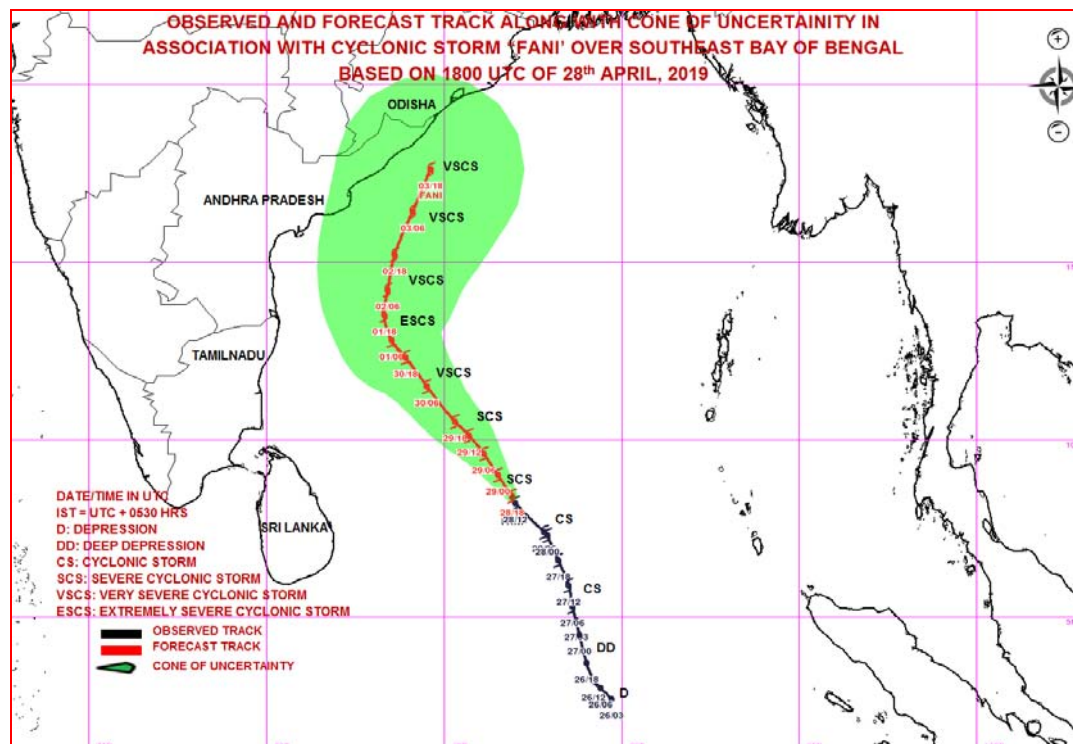 OBSERVED AND FORECAST TRACK ALONG WITH CONE OF UNCERTAINITY IN
ASSOCIATION WITH CYCLONIC STORM 'FANI' OVER SOUTHEAST BAY OF BENGAL
BASED ON 1800 UTC OF 28th APRIL, 2019
ODISHA
VSCS
03/18
FANI
ANDHRA PRADESH
VSCS
03/06
02/18
VSCS
02/06
ESCS
01/18
TAMILNADU
01/06
30/18
VSCS
30/06
SCS
29/18
29/12
29/06
SCS
29/00
28/18
28/12
CS
28/00
27/18
CS
27/12
27/06
27/03
27/00
DD
26/18
26/12
D
26/06
26/03
SRI LANKA
DATE/TIME IN UTC
IST = UTC + 0530 HRS
D: DEPRESSION
DD: DEEP DEPRESSION
CS: CYCLONIC STORM
SCS: SEVERE CYCLONIC STORM
VSCS: VERY SEVERE CYCLONIC STORM
ESCS: EXTREMELY SEVERE CYCLONIC STORM
OBSERVED TRACK
FORECAST TRACK
CONE OF UNCERTAINTY